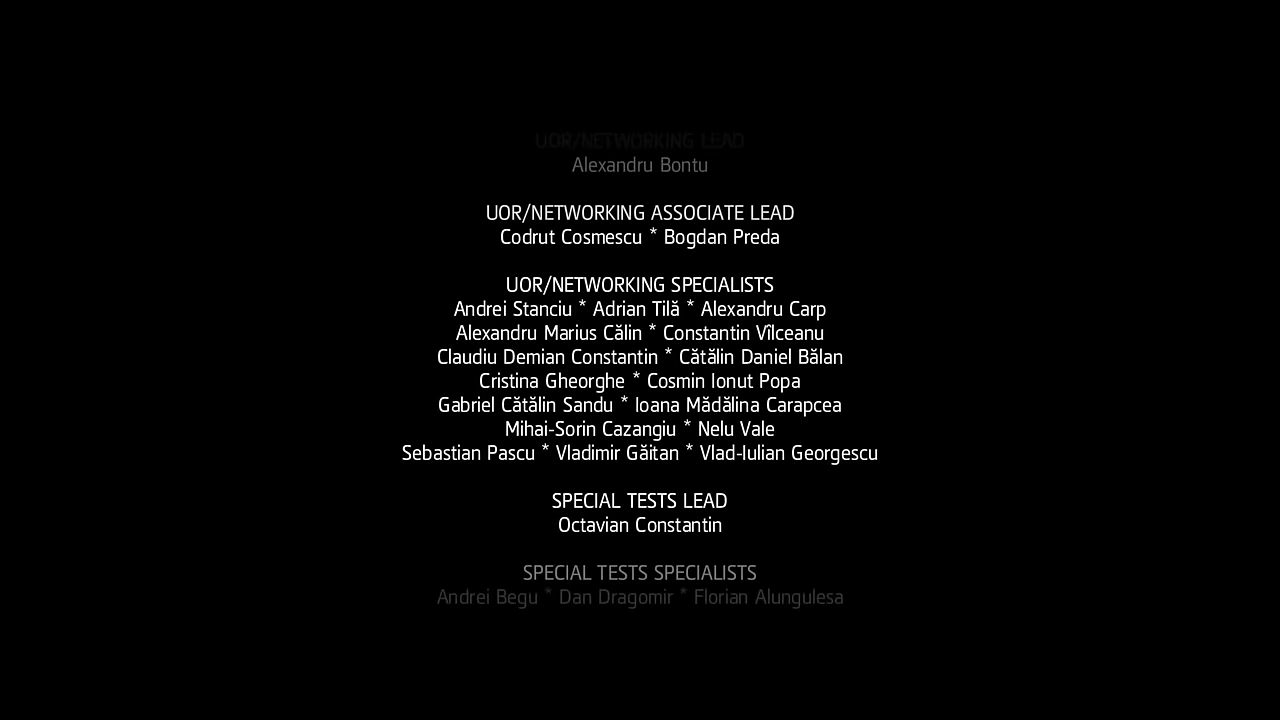 UOR/NETWORKING LEAD
Alexandru Bontu
UOR/NETWORKING ASSOCIATE LEAD
Codrut Cosmescu * Bogdan Preda
UOR/NETWORKING SPECIALISTS
Andrei Stanciu * Adrian Tilă * Alexandru Carp
Alexandru Marius Călin * Constantin Vîlceanu
Claudiu Demian Constantin * Cătălin Daniel Bălan
Cristina Gheorghe * Cosmin Ionut Popa
Gabriel Cătălin Sandu * Ioana Mădălina Carapcea
Mihai-Sorin Cazangiu * Nelu Vale
Sebastian Pascu * Vladimir Găitan * Vlad-Iulian Georgescu
SPECIAL TESTS LEAD
Octavian Constantin
SPECIAL TESTS SPECIALISTS
Andrei Begu * Dan Dragomir * Florian Alungulesa